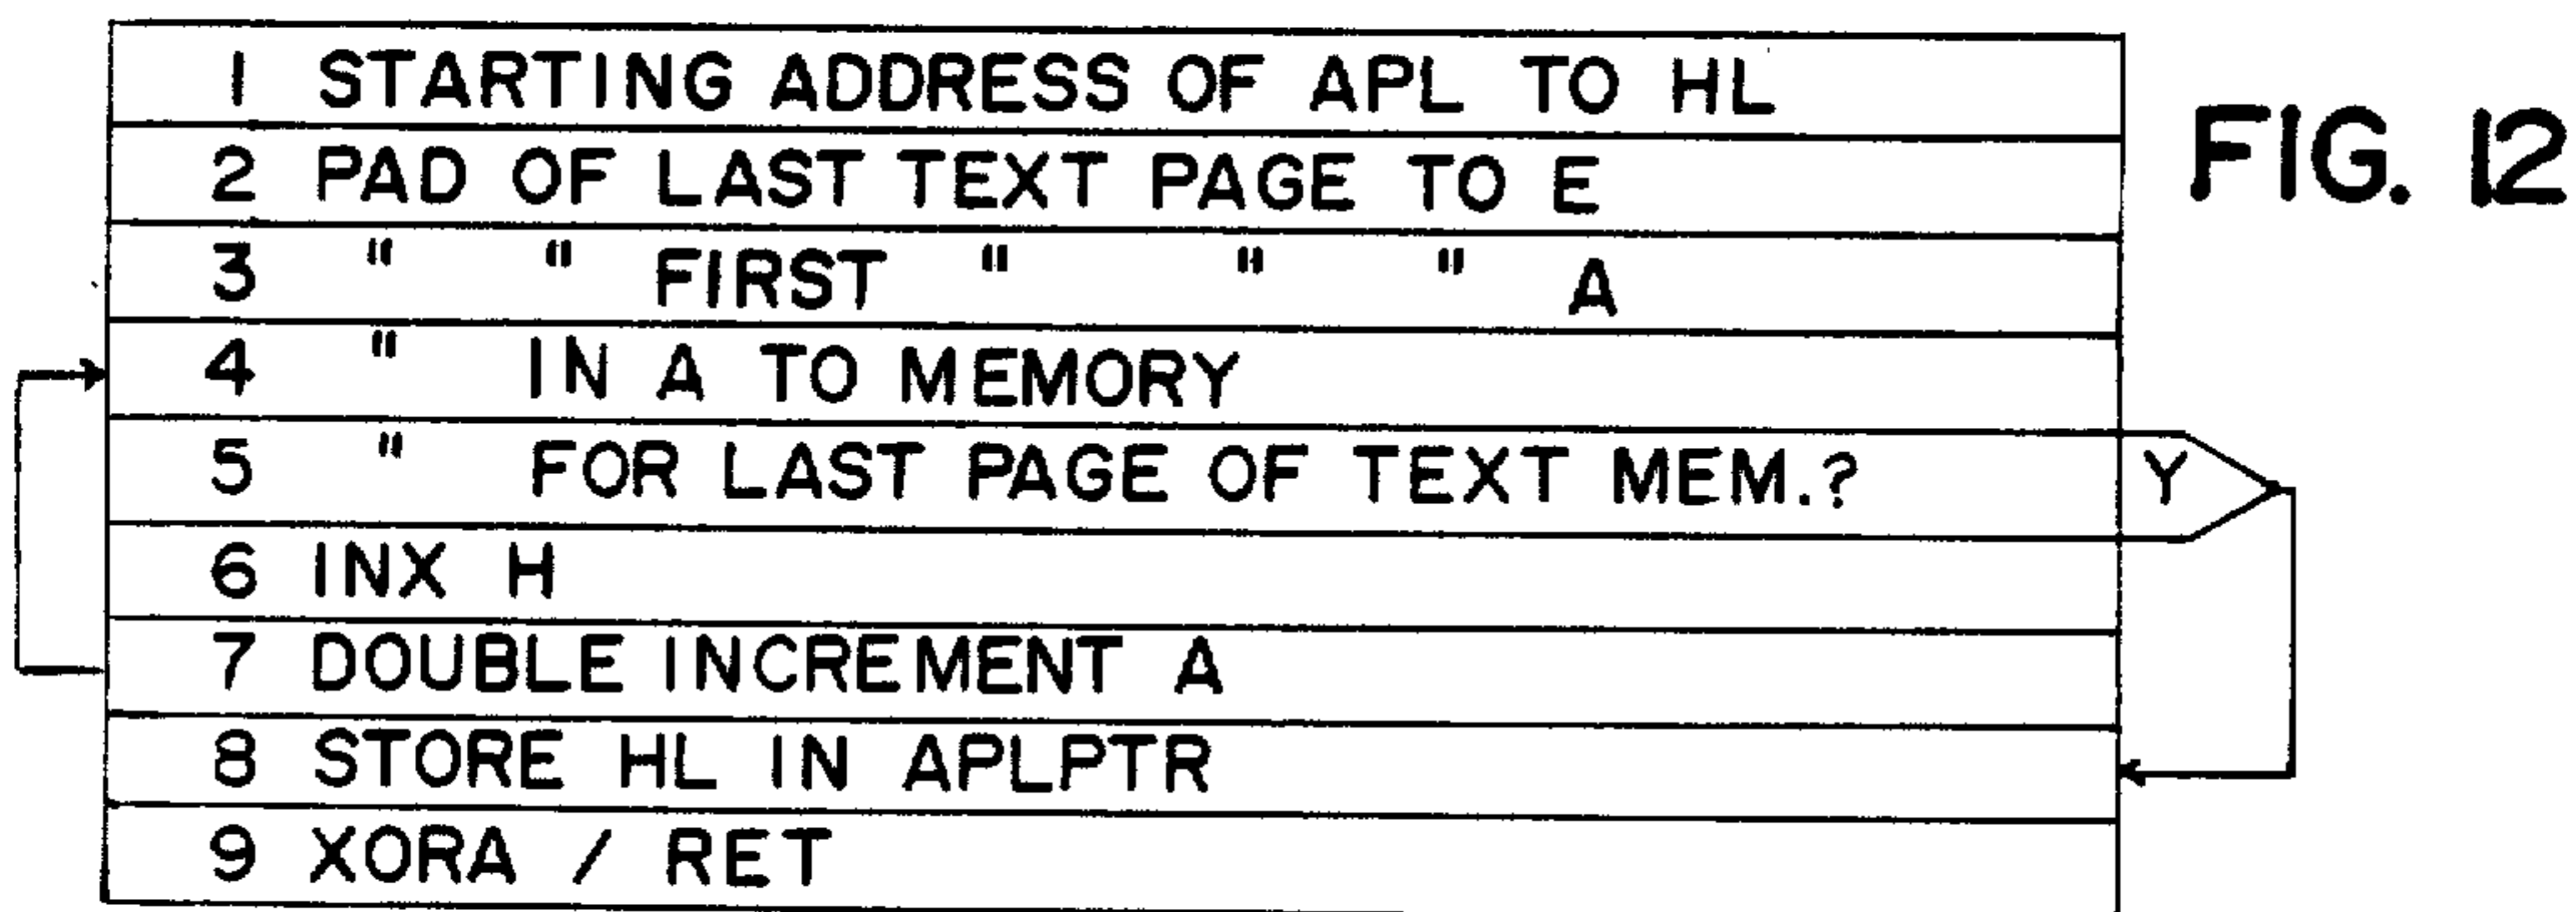 1 STARTING ADDRESS OF APL TO HL
2 PAD OF LAST TEXT PAGE TO E
3 " " FIRST " " " A
4 " IN A TO MEMORY
5 " FOR LAST PAGE OF TEXT MEM.? Y
6 INX H
7 DOUBLE INCREMENT A
8 STORE HL IN APLPTR
9 XORA / RET
FIG. 12